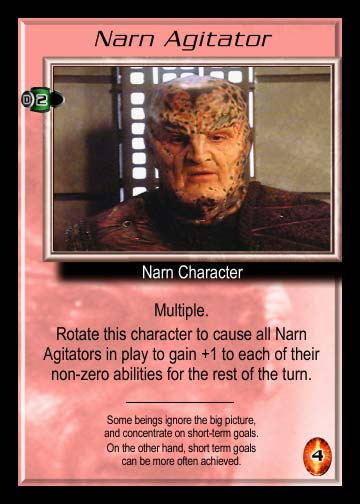 Narn Agitator
D 2
Narn Character
Multiple.
Rotate this character to cause all Narn
Agitators in play to gain +1 to each of their
non-zero abilities for the rest of the turn.
Some beings ignore the big picture,
and concentrate on short-term goals.
On the other hand, short term goals
can be more often achieved.
4